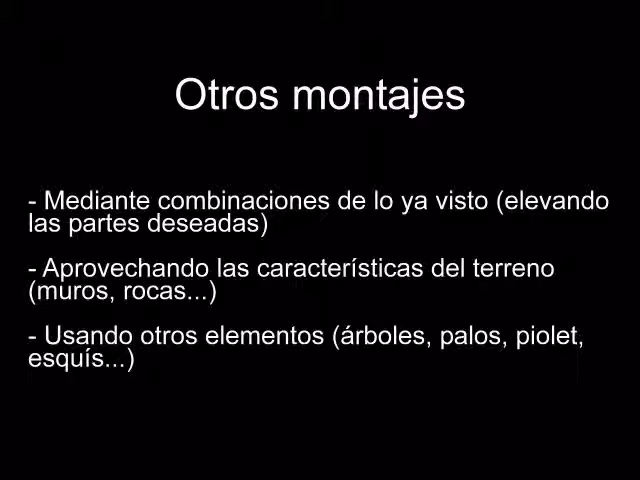 Otros montajes
- Mediante combinaciones de lo ya visto (elevando
las partes deseadas)
- Aprovechando las características del terreno
(muros, rocas...)
- Usando otros elementos (árboles, palos, piolet,
esquís...)